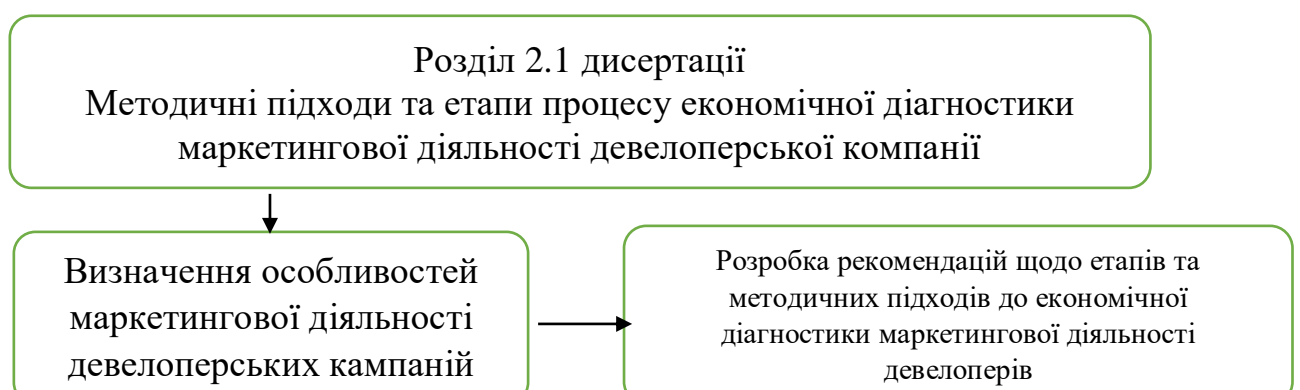 Розділ 2.1 дисертації
Методичні підходи та етапи процесу економічної діагностики
маркетингової діяльності девелоперської компанії
Визначення особливостей
маркетингової діяльності
девелоперських кампаній
Розробка рекомендацій щодо етапів та
методичних підходів до економічної
діагностики маркетингової діяльності
девелоперів